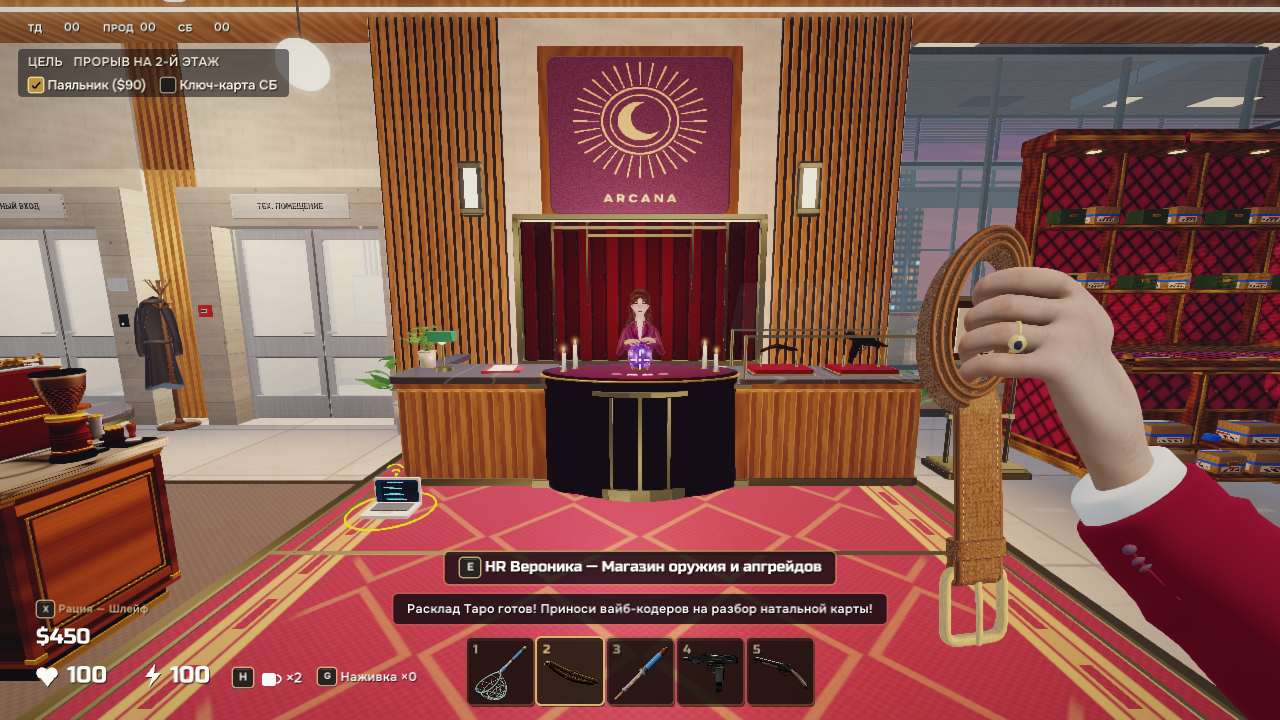 ТД 00 ПРОД 00 СБ 00
ЦЕЛЬ ПРОРЫВ НА 2-Й ЭТАЖ
Паяльник ($90) Ключ-карта СБ
ARCANA
НЫЙ ВХОД
ТЕХ. ПОМЕЩЕНИЕ
E HR Вероника — Магазин оружия и апгрейдов
Расклад Таро готов! Приноси вайб-кодеров на разбор натальной карты!
X Рация — Шлейф
$450
100 100 H ×2 G Наживка ×0
1 2 3 4 5